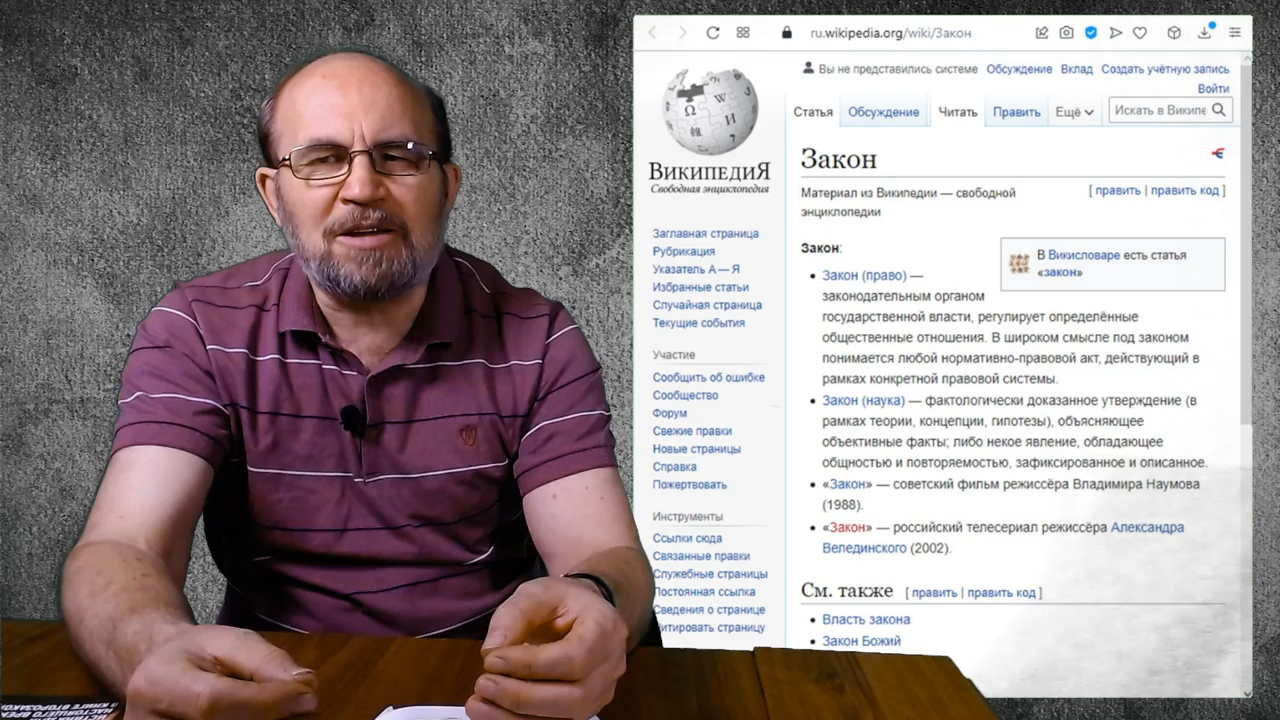 ru.wikipedia.org/wiki/Закон
Вы не представились системе Обсуждение Вклад Создать учётную запись
Войти
Статья Обсуждение Читать Править Ещё Искать в Википе
ВИКИПЕДИЯ
Свободная энциклопедия
Заглавная страница
Рубрикация
Указатель А — Я
Избранные статьи
Случайная страница
Текущие события
Участие
Сообщить об ошибке
Сообщество
Форум
Свежие правки
Новые страницы
Справка
Пожертвовать
Инструменты
Ссылки сюда
Связанные правки
Служебные страницы
Постоянная ссылка
Сведения о странице
Цитировать страницу
Закон
Материал из Википедии — свободной
энциклопедии
[ править | править код ]
Закон:
В Викисловаре есть статья
«закон»
Закон (право) —
законодательным органом
государственной власти, регулирует определённые
общественные отношения. В широком смысле под законом
понимается любой нормативно-правовой акт, действующий в
рамках конкретной правовой системы.
Закон (наука) — фактологически доказанное утверждение (в
рамках теории, концепции, гипотезы), объясняющее
объективные факты; либо некое явление, обладающее
общностью и повторяемостью, зафиксированное и описанное.
«Закон» — советский фильм режиссёра Владимира Наумова
(1988).
«Закон» — российский телесериал режиссёра Александра
Велединского (2002).
См. также [ править | править код ]
Власть закона
Закон Божий